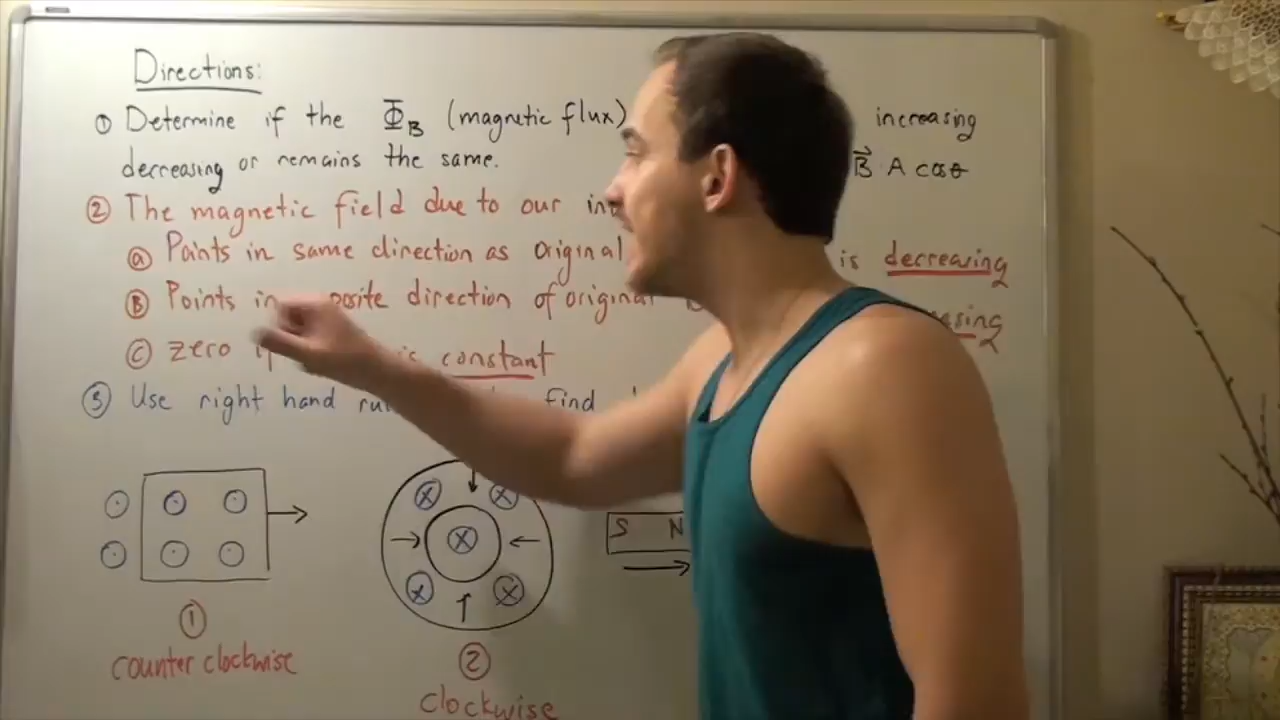 Directions:
① Determine if the Φ_B (magnetic flux) increasing
decreasing or remains the same. B⃗ A cosθ
② The magnetic field due to our
ⓐ Points in same direction as original is decreasing
Ⓑ Points in direction of original
ⓒ zero is constant
③ Use right hand find
S N
①
counter clockwise
②
clockwise